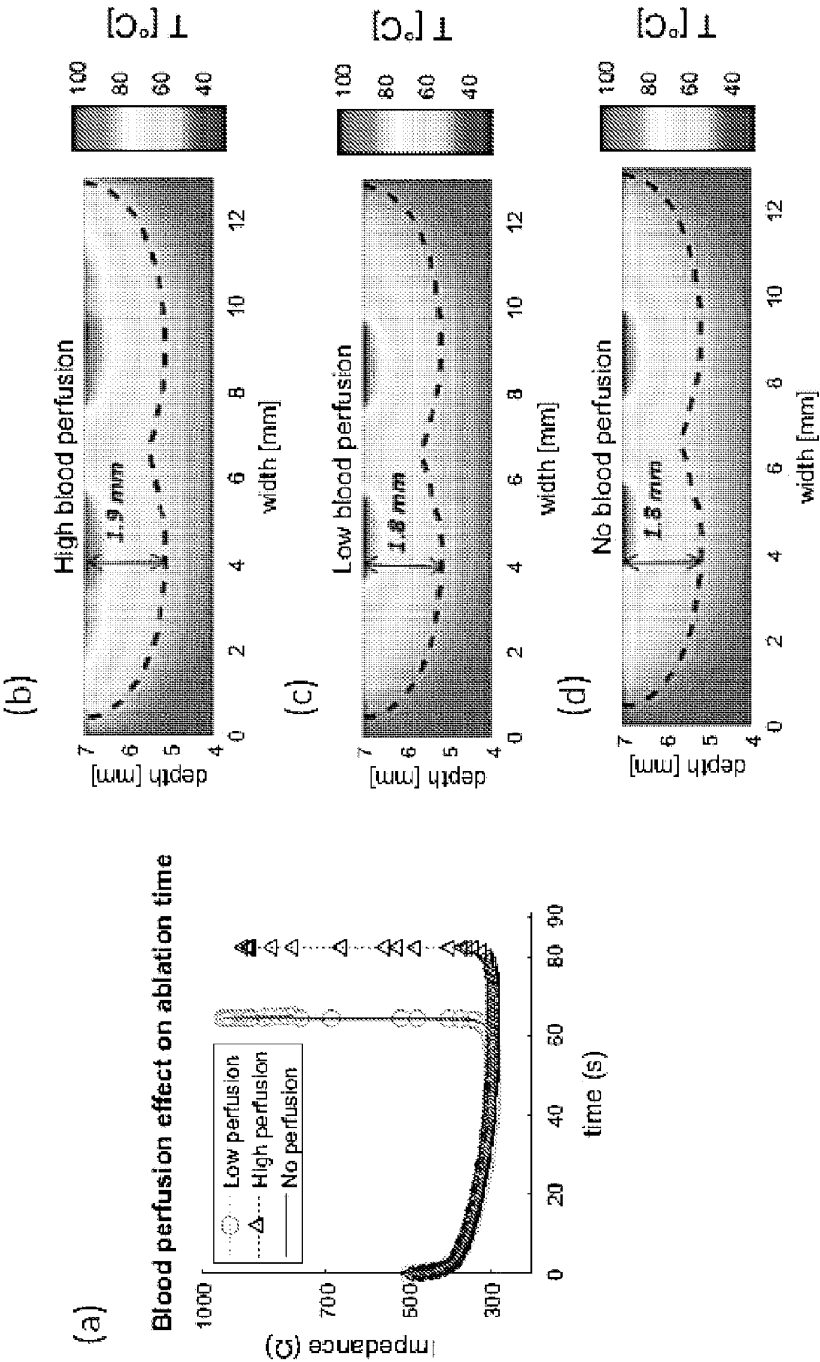 (a)
Blood perfusion effect on ablation time
Low perfusion
High perfusion
No perfusion
1000
700
500
300
Impedance (Ω)
0
20
40
60
80
90
time (s)
(b)
High blood perfusion
1.9 mm
7
6
5
4
depth [mm]
0
2
4
6
8
10
12
width [mm]
100
80
60
40
T [°C]
(c)
Low blood perfusion
1.8 mm
7
6
5
4
depth [mm]
0
2
4
6
8
10
12
width [mm]
100
80
60
40
T [°C]
(d)
No blood perfusion
1.8 mm
7
6
5
4
depth [mm]
0
2
4
6
8
10
12
width [mm]
100
80
60
40
T [°C]